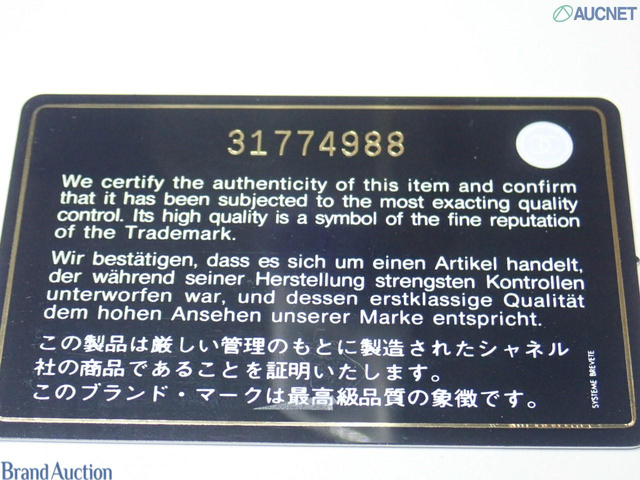 AUCNET
31774988
We certify the authenticity of this item and confirm
that it has been subjected to the most exacting quality
control. Its high quality is a symbol of the fine reputation
of the Trademark.
Wir bestätigen, dass es sich um einen Artikel handelt,
der während seiner Herstellung strengsten Kontrollen
unterworfen war, und dessen erstklassige Qualität
dem hohen Ansehen unserer Marke entspricht.
この製品は厳しい管理のもとに製造されたシャネル
社の商品であることを証明いたします。
このブランド・マークは最高級品質の象徴です。
SYSTEME BREVETE
Brand Auction